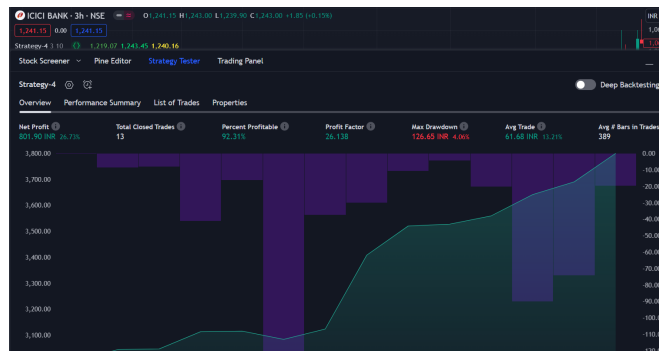 ICICI BANK · 3h · NSE O1,241.15 H1,243.00 L1,239.90 C1,243.00 +1.85 (+0.15%) INR
1,241.15 0.00 1,241.15
Strategy-4 3 10 1,219.07 1,243.45 1,240.16
Stock Screener Pine Editor Strategy Tester Trading Panel
Strategy-4 Deep Backtesting
Overview Performance Summary List of Trades Properties
Net Profit Total Closed Trades Percent Profitable Profit Factor Max Drawdown Avg Trade Avg # Bars in Trades
801.90 INR 26.73% 13 92.31% 26.138 126.65 INR 4.06% 61.68 INR 13.21% 389
3,800.00 0.00
3,700.00 -10.00
-20.00
3,600.00 -30.00
-40.00
3,500.00 -50.00
3,400.00 -60.00
-70.00
3,300.00 -80.00
3,200.00 -90.00
-100.00
3,100.00 -110.00